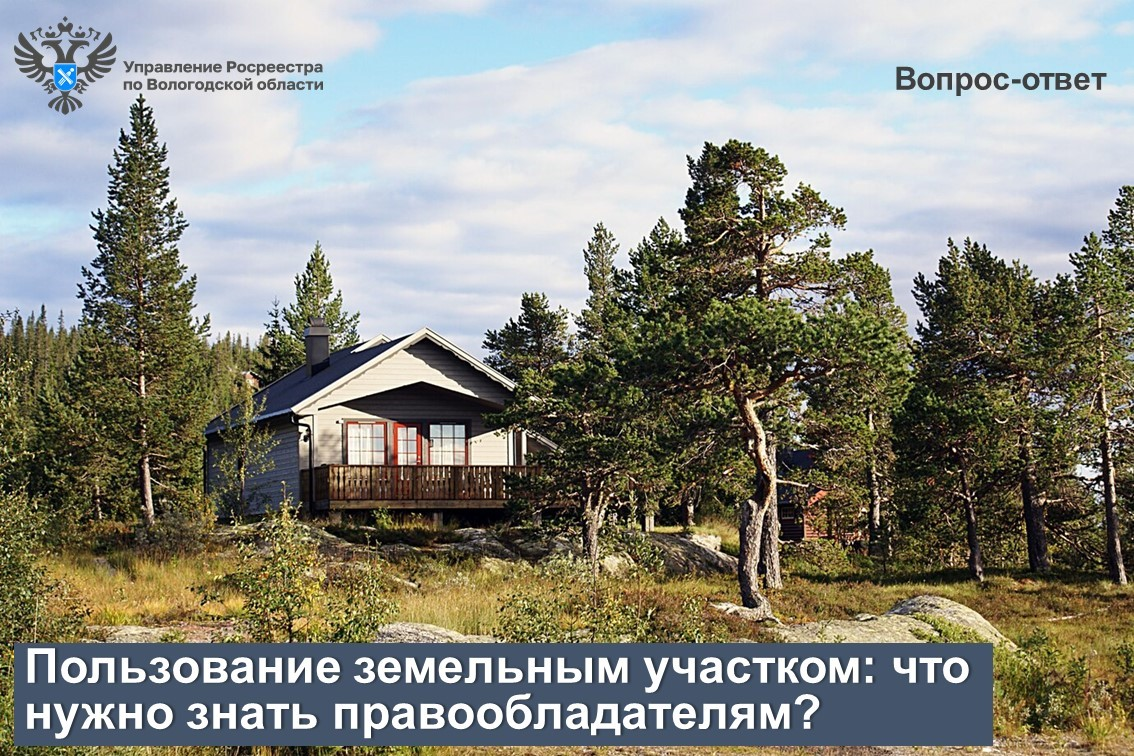 Управление Росреестра
по Вологодской области
Вопрос-ответ
Пользование земельным участком: что
нужно знать правообладателям?